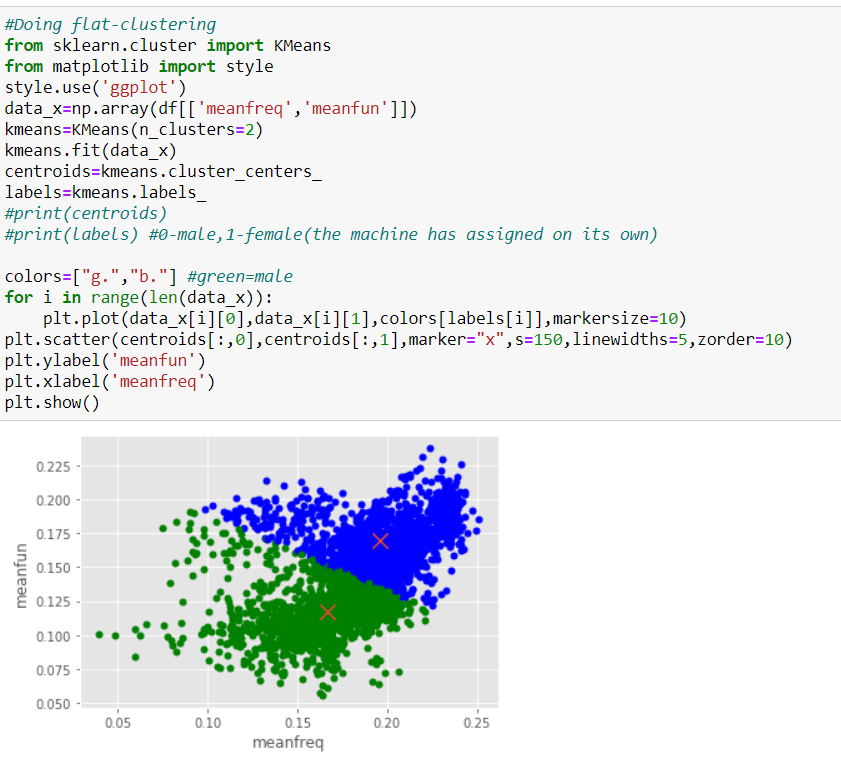 #Doing flat-clustering
from sklearn.cluster import KMeans
from matplotlib import style
style.use('ggplot')
data_x=np.array(df[['meanfreq','meanfun']])
kmeans=KMeans(n_clusters=2)
kmeans.fit(data_x)
centroids=kmeans.cluster_centers_
labels=kmeans.labels_
#print(centroids)
#print(labels) #0-male,1-female(the machine has assigned on its own)

colors=["g.","b."] #green=male
for i in range(len(data_x)):
    plt.plot(data_x[i][0],data_x[i][1],colors[labels[i]],markersize=10)
plt.scatter(centroids[:,0],centroids[:,1],marker="x",s=150,linewidths=5,zorder=10)
plt.ylabel('meanfun')
plt.xlabel('meanfreq')
plt.show()
0.225
0.200
0.175
0.150
0.125
0.100
0.075
0.050
meanfun
0.05 0.10 0.15 0.20 0.25
meanfreq